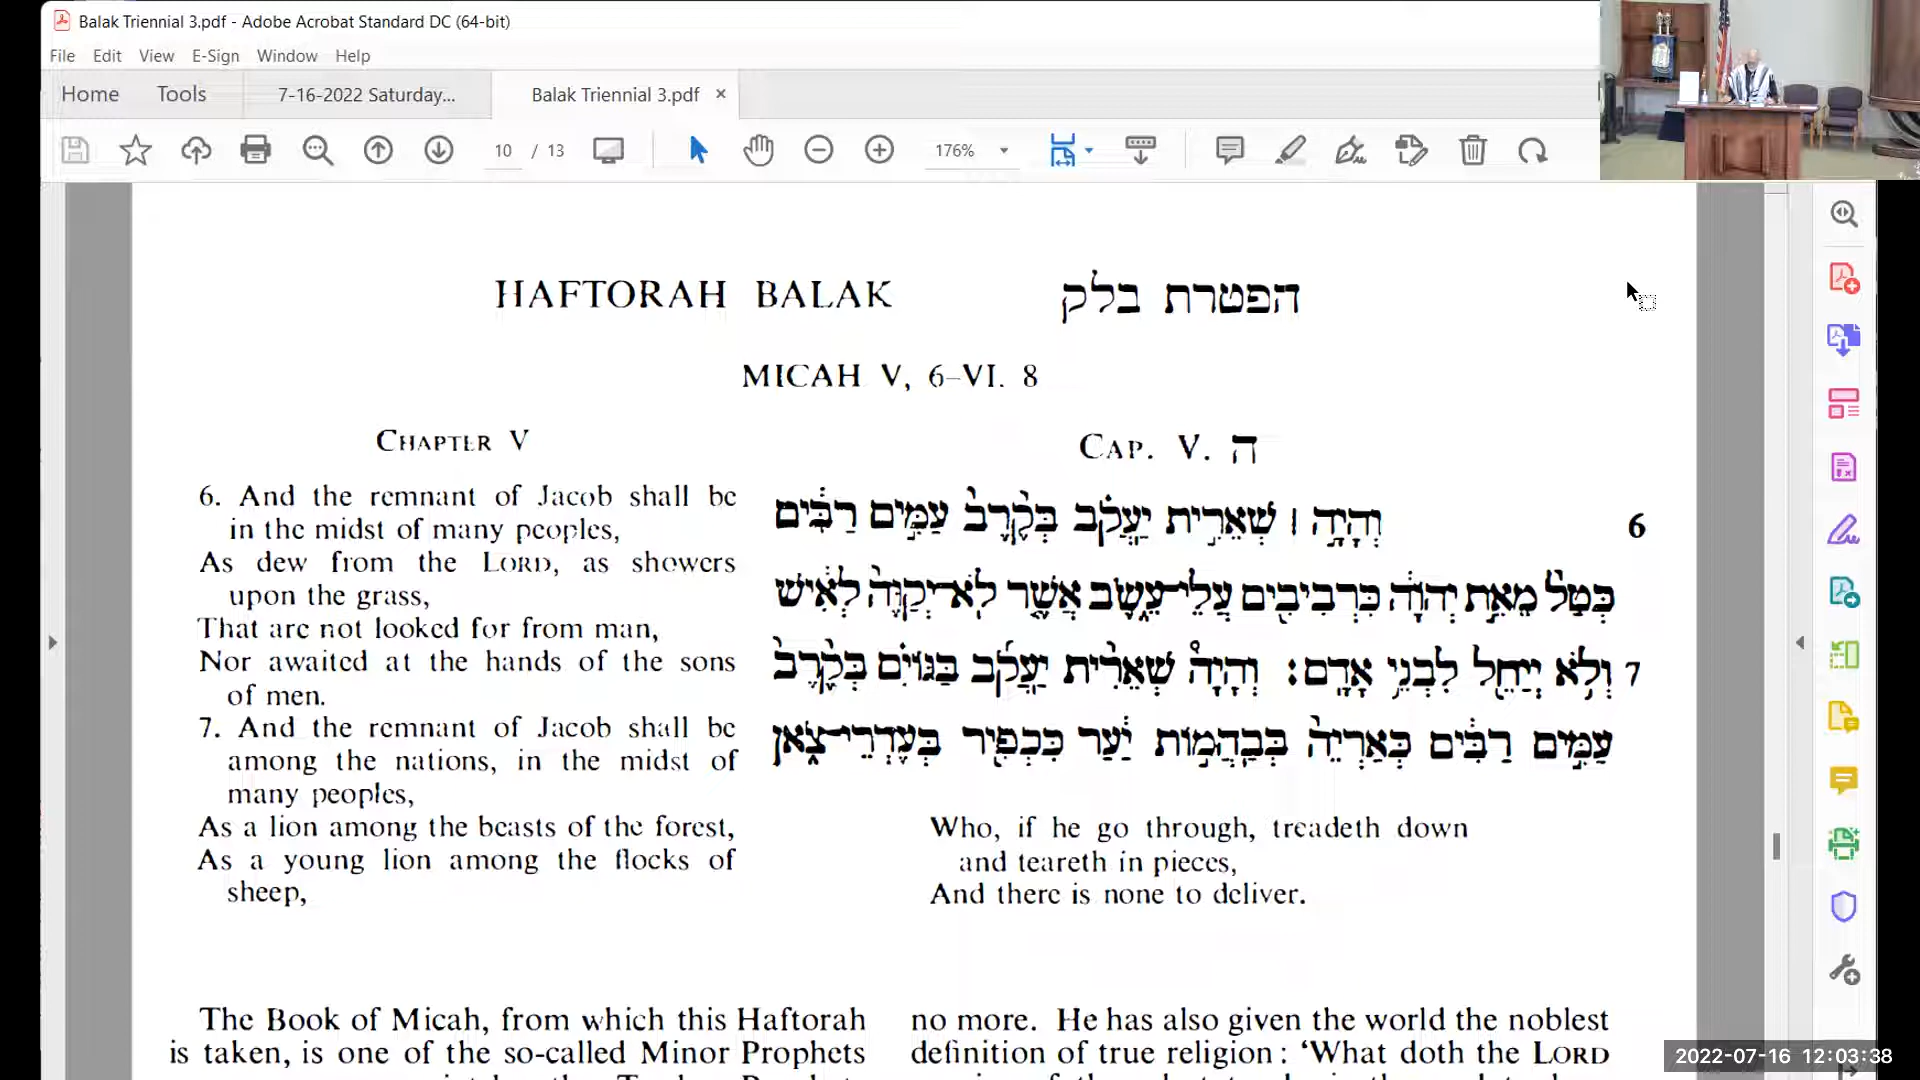 Balak Triennial 3.pdf - Adobe Acrobat Standard DC (64-bit)
File Edit View E-Sign Window Help
Home Tools 7-16-2022 Saturday... Balak Triennial 3.pdf ×
10 / 13 176%
HAFTORAH BALAK הפטרת בלק
MICAH V, 6–VI. 8
CHAPTER V
6. And the remnant of Jacob shall be
in the midst of many peoples,
As dew from the LORD, as showers
upon the grass,
That are not looked for from man,
Nor awaited at the hands of the sons
of men.
7. And the remnant of Jacob shall be
among the nations, in the midst of
many peoples,
As a lion among the beasts of the forest,
As a young lion among the flocks of
sheep,
CAP. V. ה
6 וְהָיָ֣ה ׀ שְׁאֵרִ֣ית יַעֲקֹ֗ב בְּקֶ֙רֶב֙ עַמִּ֣ים רַבִּ֔ים
כְּטַל֙ מֵאֵ֣ת יְהוָ֔ה כִּרְבִיבִ֖ים עֲלֵי־עֵ֑שֶׂב אֲשֶׁ֤ר לֹֽא־יְקַוֶּה֙ לְאִ֔ישׁ
7 וְלֹ֥א יְיַחֵ֖ל לִבְנֵ֥י אָדָֽם׃ וְהָיָה֩ שְׁאֵרִ֨ית יַעֲקֹ֜ב בַּגּוֹיִ֗ם בְּקֶ֙רֶב֙
עַמִּ֣ים רַבִּ֔ים כְּאַרְיֵה֙ בְּבַהֲמ֣וֹת יַ֔עַר כִּכְפִ֖יר בְּעֶדְרֵי־צֹ֑אן
Who, if he go through, treadeth down
and teareth in pieces,
And there is none to deliver.
The Book of Micah, from which this Haftorah
is taken, is one of the so-called Minor Prophets
no more. He has also given the world the noblest
definition of true religion : ‘What doth the LORD
2022-07-16 12:03:38